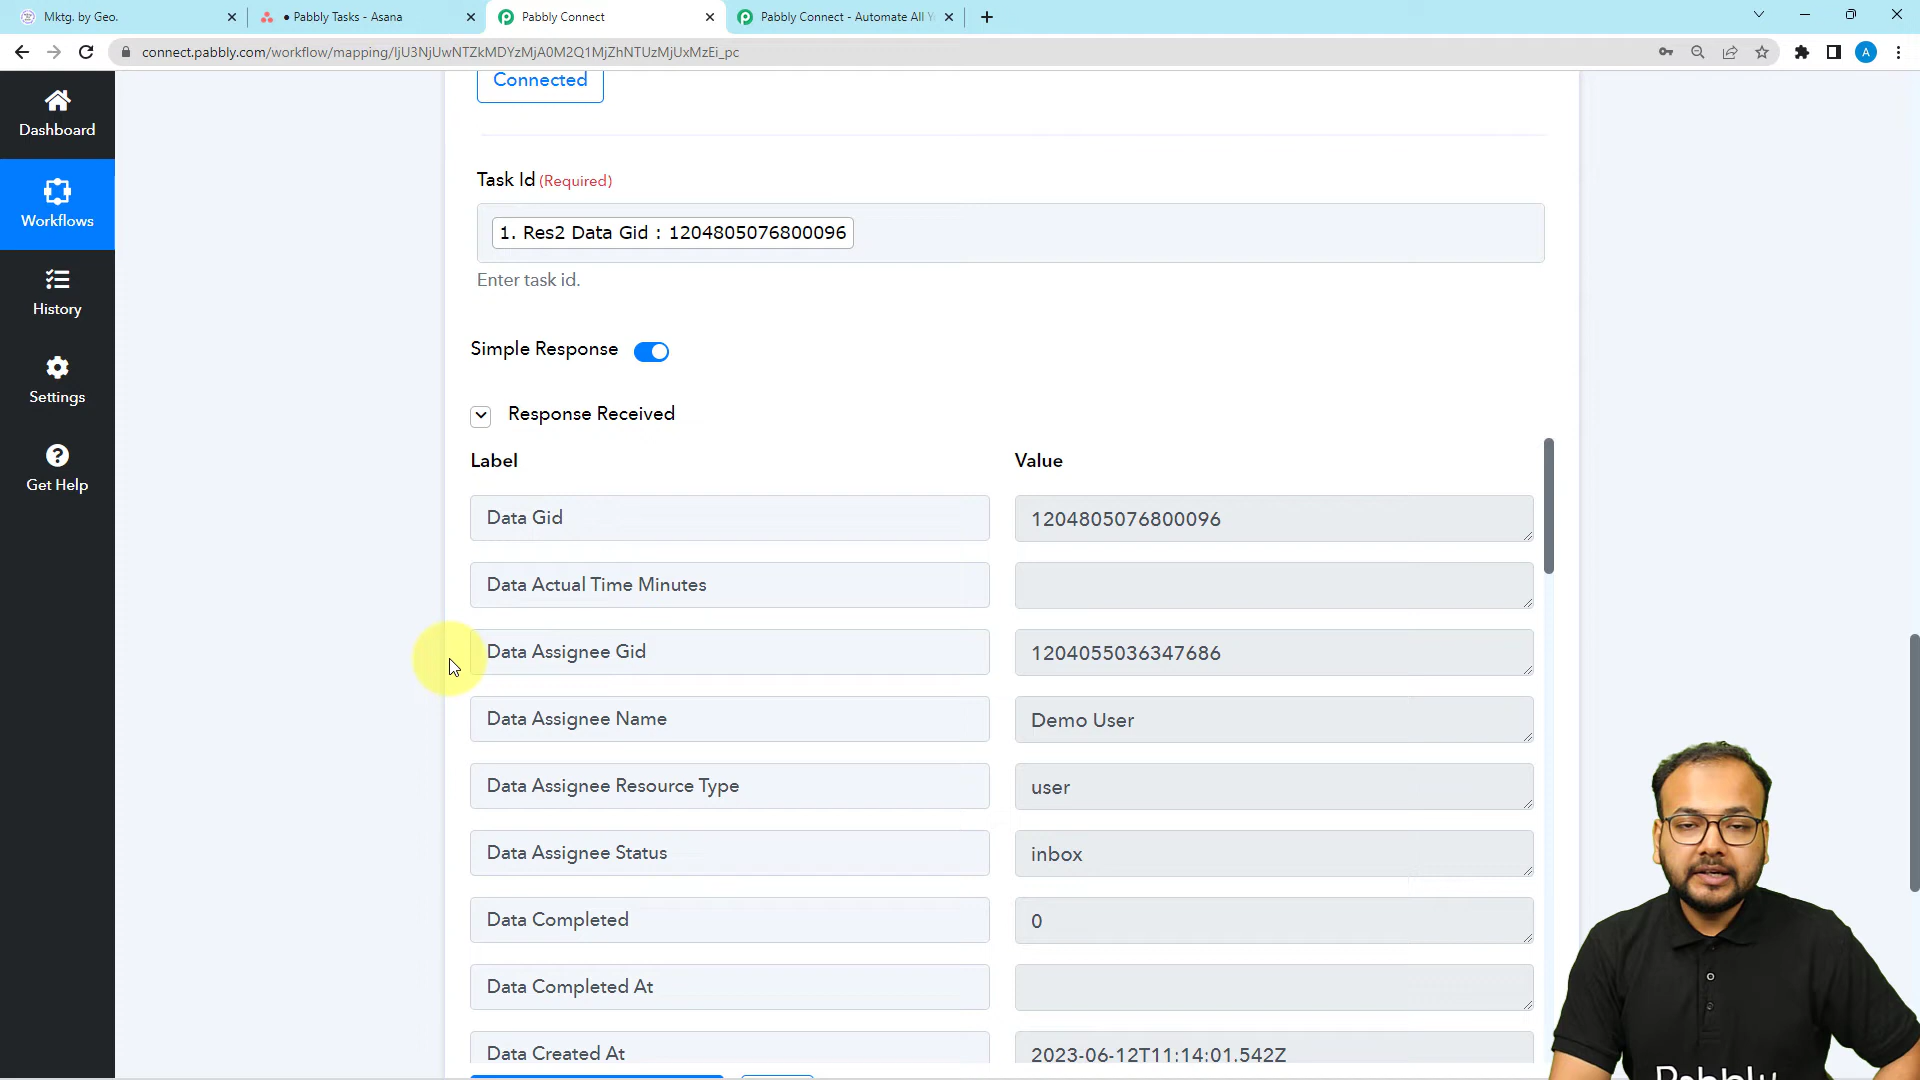 Mktg. by Geo.
• Pabbly Tasks - Asana
Pabbly Connect
Pabbly Connect - Automate All Y
connect.pabbly.com/workflow/mapping/IjU3NjUwNTZkMDYzMjA0M2Q1MjZhNTUzMjUxMzEi_pc
A
Connected
Dashboard
Workflows
History
Settings
Get Help
Task Id (Required)
1. Res2 Data Gid : 1204805076800096
Enter task id.
Simple Response
Response Received
Label Value
Data Gid 1204805076800096
Data Actual Time Minutes
Data Assignee Gid 1204055036347686
Data Assignee Name Demo User
Data Assignee Resource Type user
Data Assignee Status inbox
Data Completed 0
Data Completed At
Data Created At 2023-06-12T11:14:01.542Z
Pabbly